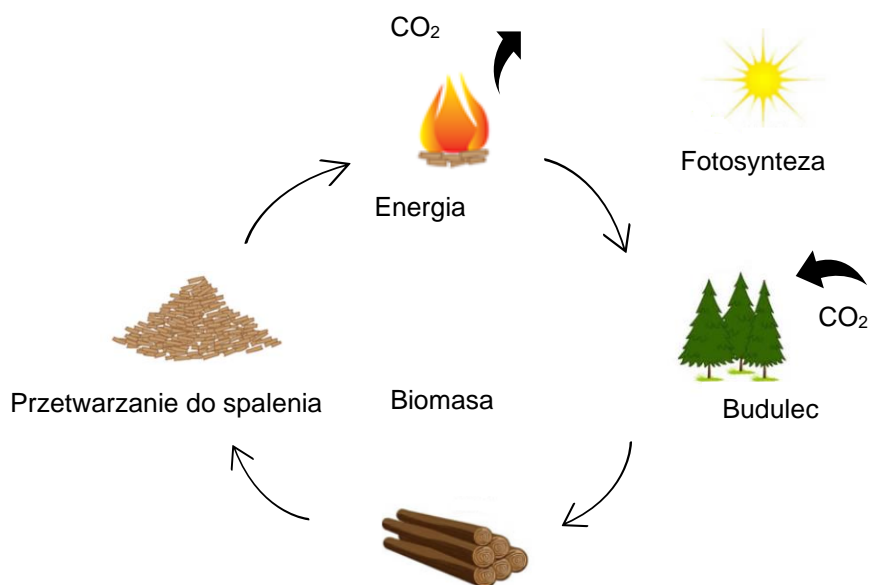 CO₂
Fotosynteza
Energia
CO₂
Przetwarzanie do spalenia
Biomasa
Budulec